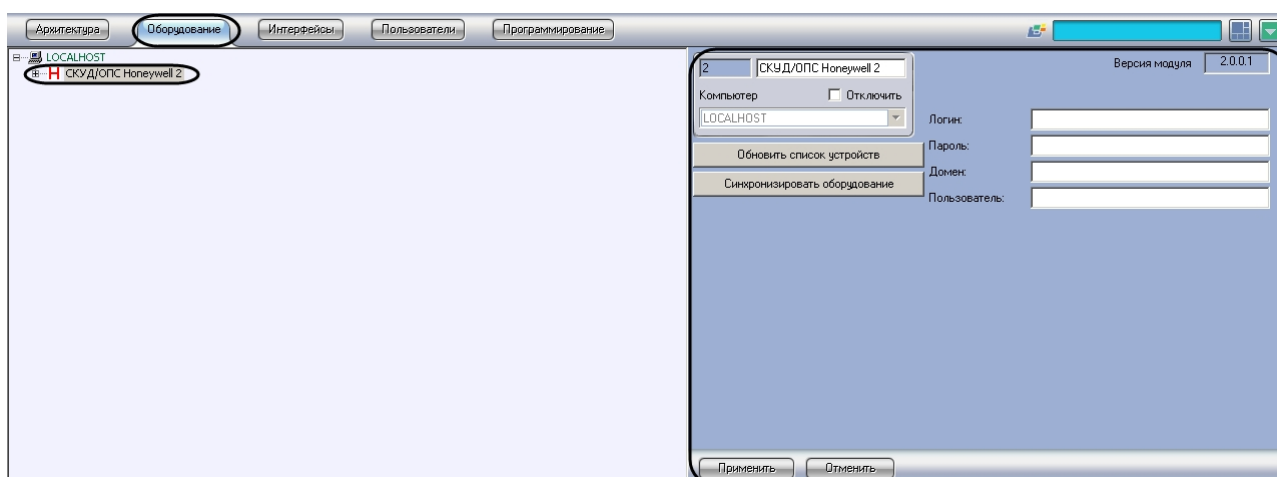 Архитектура Оборудование Интерфейсы Пользователи Программирование
LOCALHOST
СКУД/ОПС Honeywell 2
2 СКУД/ОПС Honeywell 2 Версия модуля 2.0.0.1
Компьютер Отключить
LOCALHOST Логин:
Обновить список устройств Пароль:
Домен:
Синхронизировать оборудование
Пользователь:
Применить Отменить